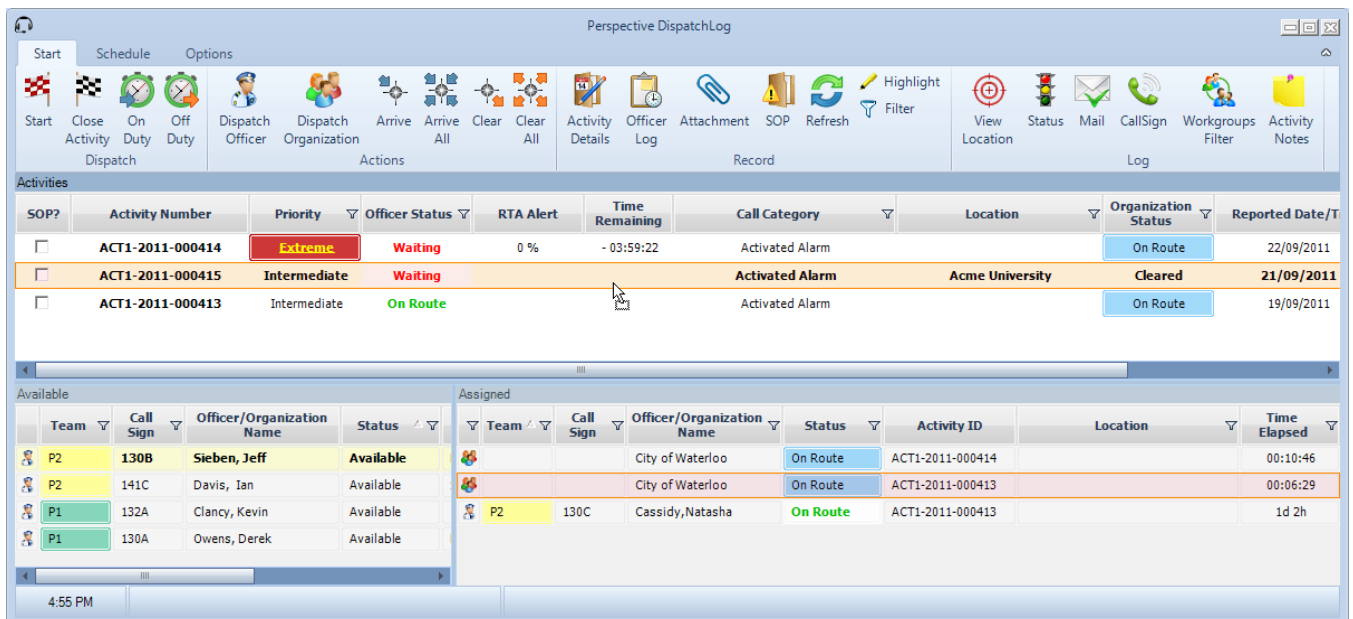 Perspective DispatchLog
Start Schedule Options
Start Close Activity On Duty Off Duty Dispatch Officer Dispatch Organization Arrive Arrive All Clear Clear All Activity Details Officer Log Attachment SOP Refresh Highlight Filter View Location Status Mail CallSign Workgroups Filter Activity Notes
Dispatch Actions Record Log
Activities
SOP? Activity Number Priority Officer Status RTA Alert Time Remaining Call Category Location Organization Status Reported Date/T
ACT1-2011-000414 Extreme Waiting 0 % - 03:59:22 Activated Alarm On Route 22/09/2011
ACT1-2011-000415 Intermediate Waiting Activated Alarm Acme University Cleared 21/09/2011
ACT1-2011-000413 Intermediate On Route Activated Alarm On Route 19/09/2011
Available
Team Call Sign Officer/Organization Name Status
P2 130B Sieben, Jeff Available
P2 141C Davis, Ian Available
P1 132A Clancy, Kevin Available
P1 130A Owens, Derek Available
Assigned
Team Call Sign Officer/Organization Name Status Activity ID Location Time Elapsed
City of Waterloo On Route ACT1-2011-000414 00:10:46
City of Waterloo On Route ACT1-2011-000413 00:06:29
P2 130C Cassidy,Natasha On Route ACT1-2011-000413 1d 2h
4:55 PM